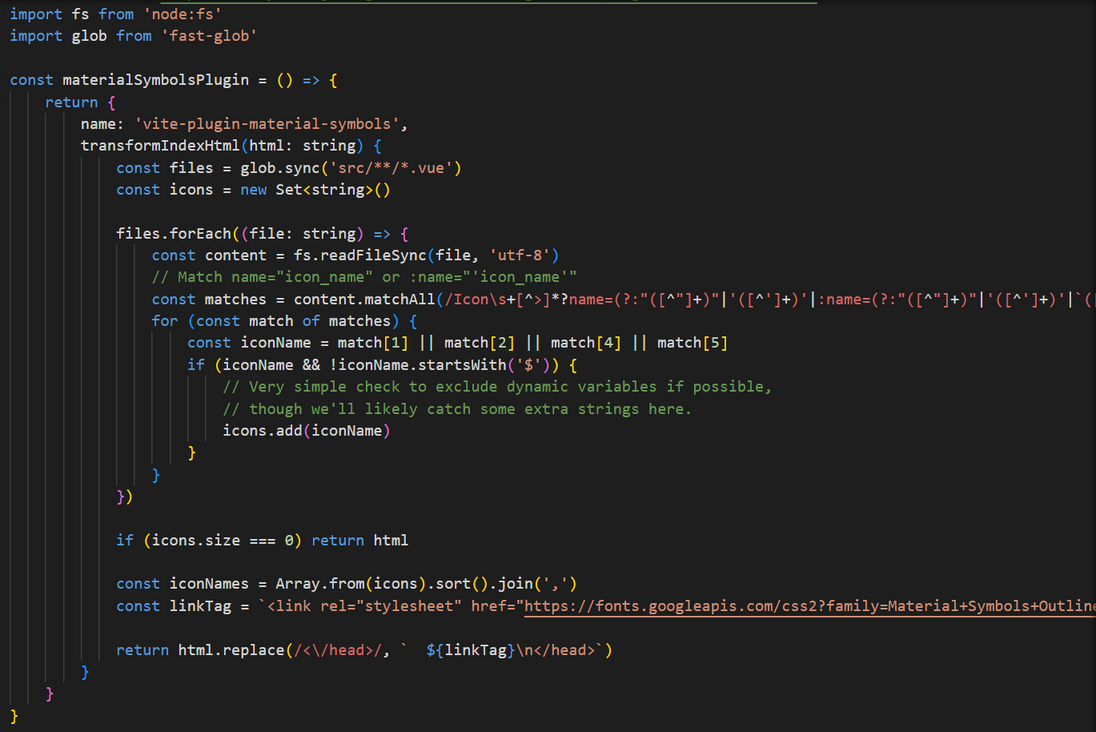 import fs from 'node:fs'
import glob from 'fast-glob'
const materialSymbolsPlugin = () => {
return {
name: 'vite-plugin-material-symbols',
transformIndexHtml(html: string) {
const files = glob.sync('src/**/*.vue')
const icons = new Set<string>()
files.forEach((file: string) => {
const content = fs.readFileSync(file, 'utf-8')
// Match name="icon_name" or :name="'icon_name'"
const matches = content.matchAll(/Icon\s+[^>]*?name=(?:"([^"]+)"|'([^']+)'|:name=(?:"([^"]+)"|'([^']+)'|`(
for (const match of matches) {
const iconName = match[1] || match[2] || match[4] || match[5]
if (iconName && !iconName.startsWith('$')) {
// Very simple check to exclude dynamic variables if possible,
// though we'll likely catch some extra strings here.
icons.add(iconName)
}
}
})
if (icons.size === 0) return html
const iconNames = Array.from(icons).sort().join(',')
const linkTag = `<link rel="stylesheet" href="https://fonts.googleapis.com/css2?family=Material+Symbols+Outline
return html.replace(/<\/head>/, `  ${linkTag}\n</head>`)
}
}
}